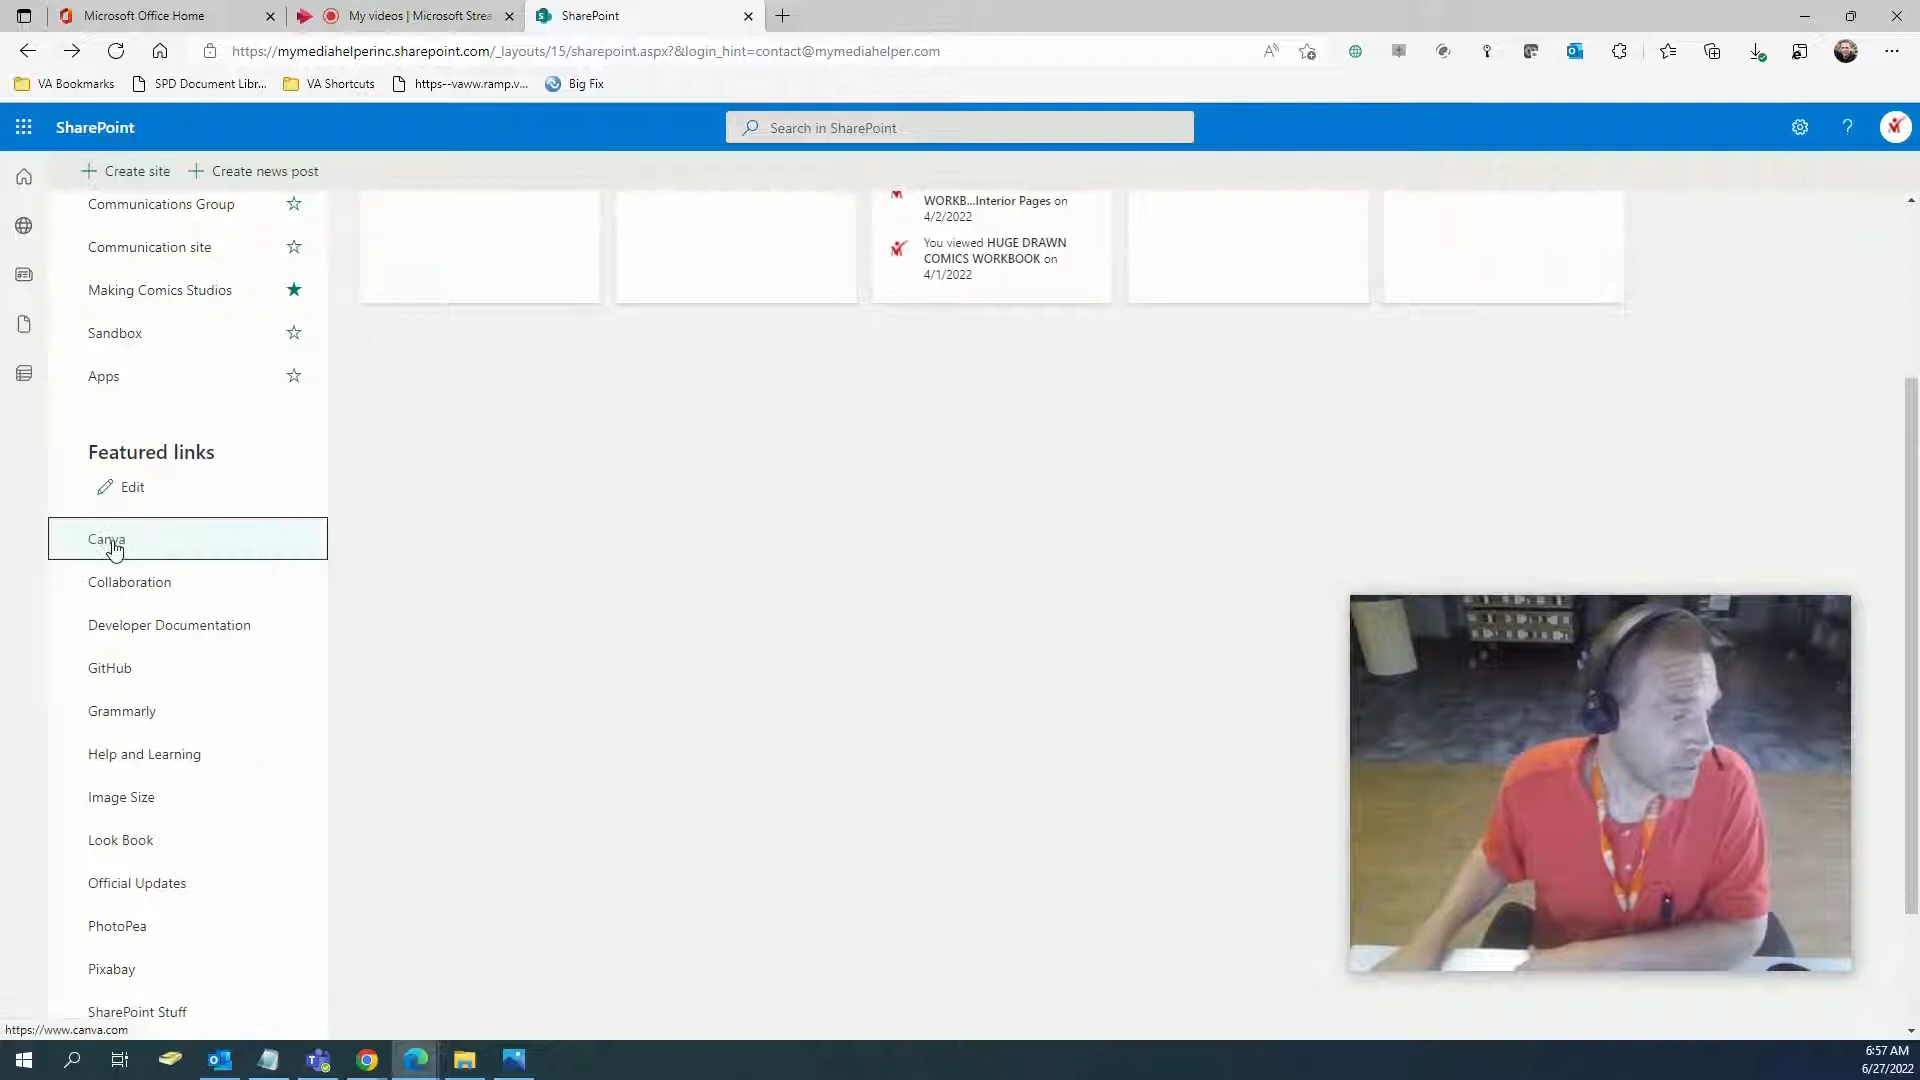 Microsoft Office Home
My videos | Microsoft Strea
SharePoint
https://mymediahelperinc.sharepoint.com/_layouts/15/sharepoint.aspx?&login_hint=contact@mymediahelper.com
VA Bookmarks
SPD Document Libr...
VA Shortcuts
https--vaww.ramp.v...
Big Fix
SharePoint
Search in SharePoint
Create site
Create news post
Communications Group
Communication site
Making Comics Studios
Sandbox
Apps
WORKB...Interior Pages on
4/2/2022
You viewed HUGE DRAWN
COMICS WORKBOOK on
4/1/2022
Featured links
Edit
Canva
Collaboration
Developer Documentation
GitHub
Grammarly
Help and Learning
Image Size
Look Book
Official Updates
PhotoPea
Pixabay
SharePoint Stuff
https://www.canva.com
6:57 AM
6/27/2022